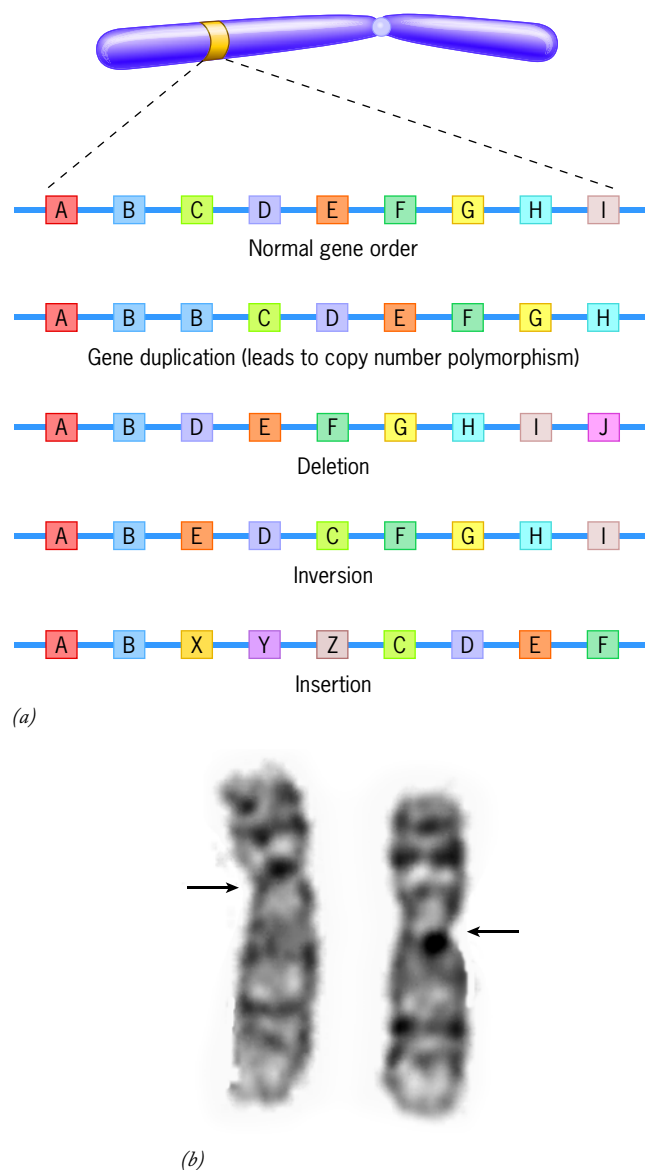 A B C D E F G H I
Normal gene order
A B B C D E F G H
Gene duplication (leads to copy number polymorphism)
A B D E F G H I J
Deletion
A B E D C F G H I
Inversion
A B X Y Z C D E F
Insertion
(a)
(b)